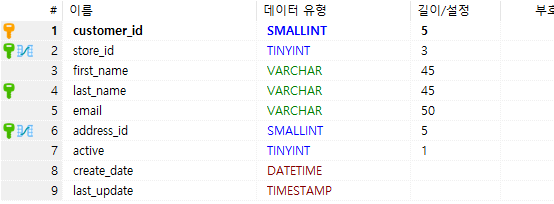 # 이름 데이터 유형 길이/설정 부호
1 customer_id SMALLINT 5
2 store_id TINYINT 3
3 first_name VARCHAR 45
4 last_name VARCHAR 45
5 email VARCHAR 50
6 address_id SMALLINT 5
7 active TINYINT 1
8 create_date DATETIME
9 last_update TIMESTAMP